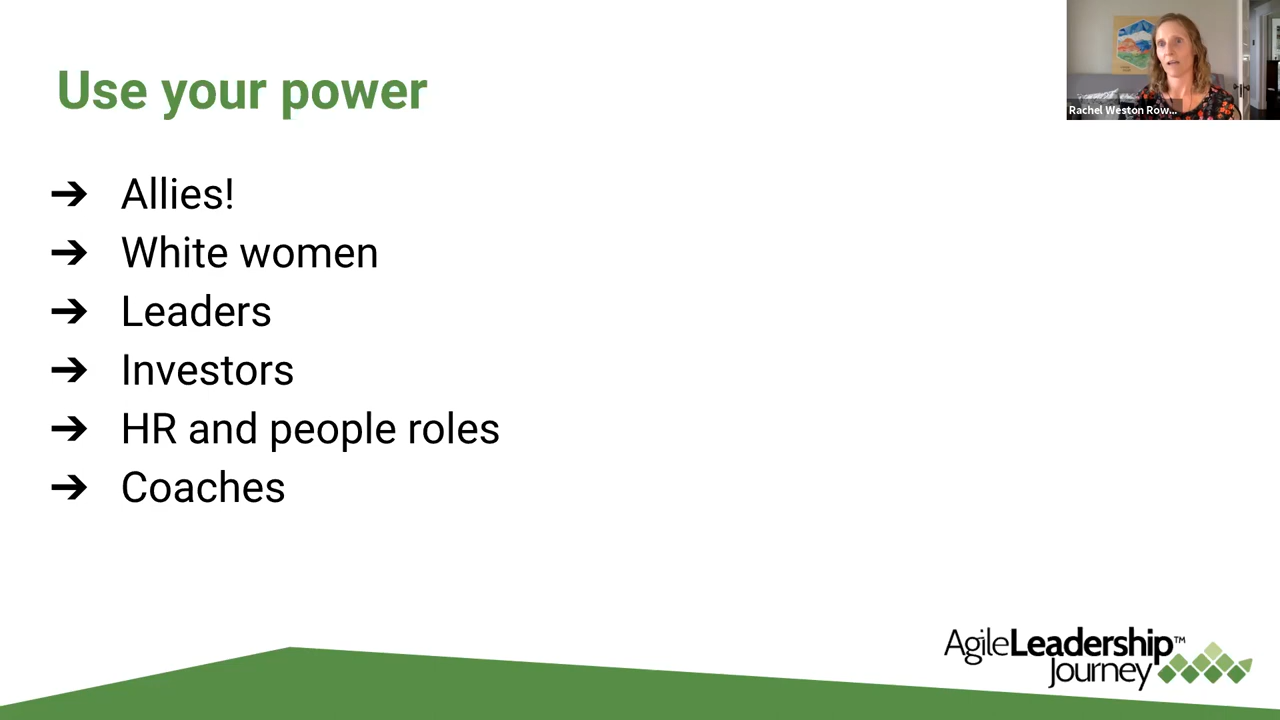 Use your power
Rachel Weston Row...
➔ Allies!
➔ White women
➔ Leaders
➔ Investors
➔ HR and people roles
➔ Coaches
AgileLeadership™
Journey